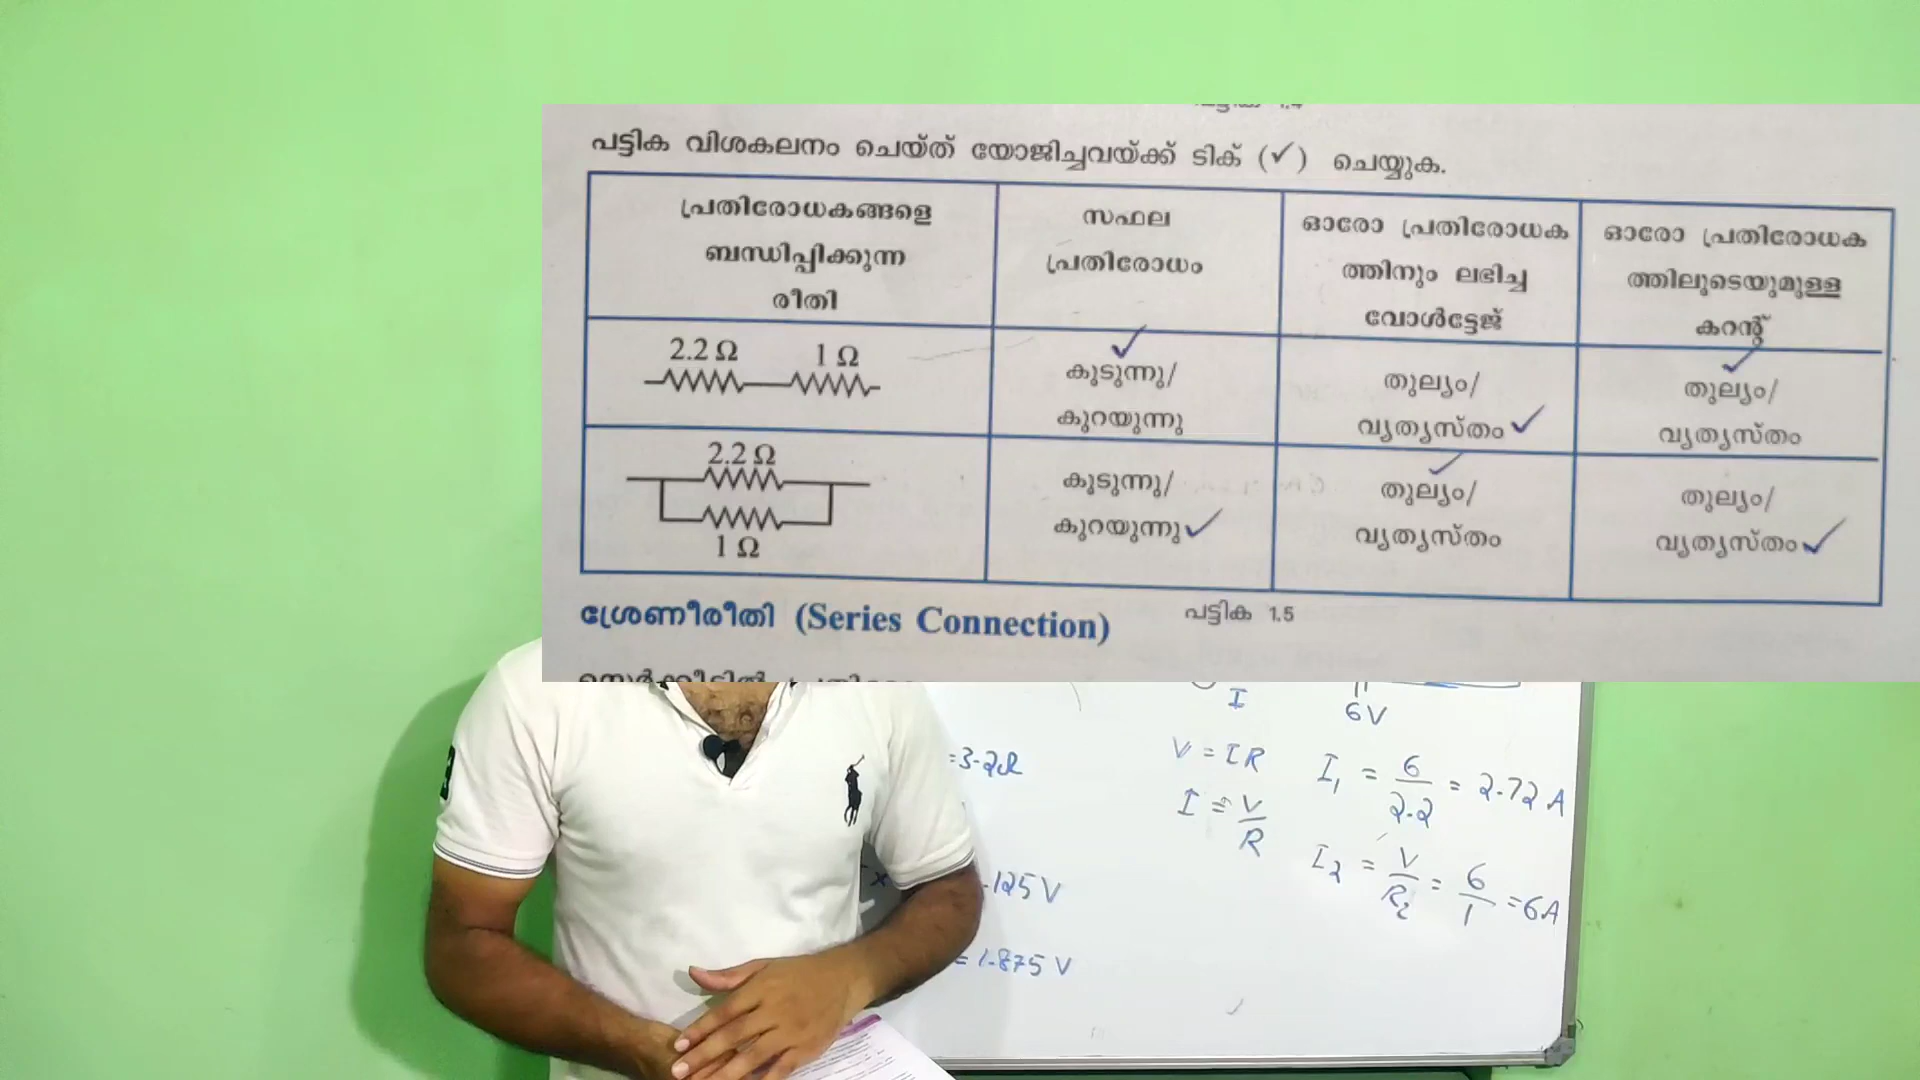 പട്ടിക വിശകലനം ചെയ്ത് യോജിച്ചവയ്ക്ക് ടിക് (✓) ചെയ്യുക.
പ്രതിരോധകങ്ങളെ
ബന്ധിപ്പിക്കുന്ന
രീതി
സഫല
പ്രതിരോധം
ഓരോ പ്രതിരോധക
ത്തിനും ലഭിച്ച
വോൾട്ടേജ്
ഓരോ പ്രതിരോധക
ത്തിലൂടെയുമുള്ള
കറന്റ്
2.2 Ω 1 Ω
✓
കൂടുന്നു/
കുറയുന്നു
തുല്യം/
വ്യത്യസ്തം ✓
✓
തുല്യം/
വ്യത്യസ്തം
2.2 Ω
1 Ω
കൂടുന്നു/
കുറയുന്നു ✓
✓
തുല്യം/
വ്യത്യസ്തം
തുല്യം/
വ്യത്യസ്തം ✓
പട്ടിക 1.5
ശ്രേണീരീതി (Series Connection)
I
6V
=3.2Ω
.125 V
= 1.875 V
V = IR
I = V/R
I₁ = 6/2.2 = 2.72 A
I₂ = V/R₂ = 6/1 = 6A